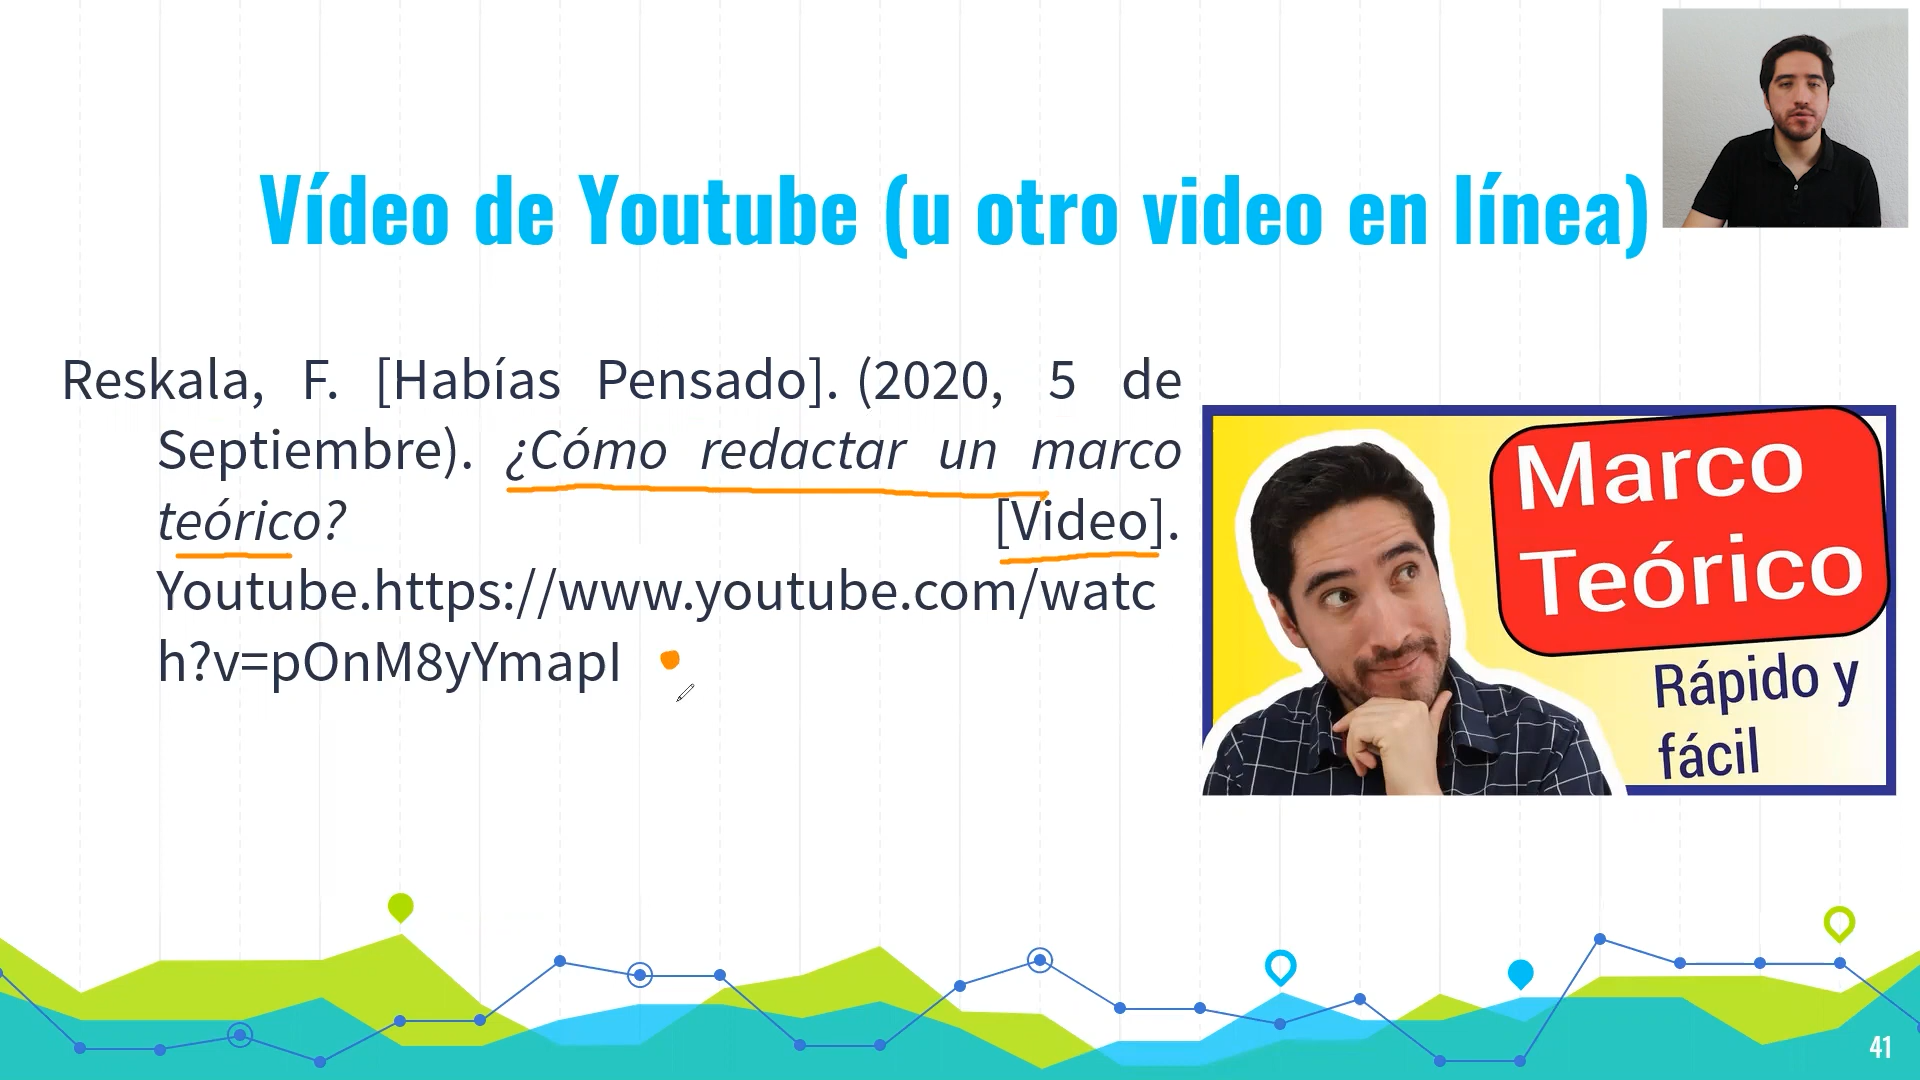 Vídeo de Youtube (u otro video en línea)
Reskala, F. [Habías Pensado]. (2020, 5 de
Septiembre). ¿Cómo redactar un marco
teórico? [Video].
Youtube.https://www.youtube.com/watc
h?v=pOnM8yYmapI
Marco
Teórico
Rápido y
fácil
41